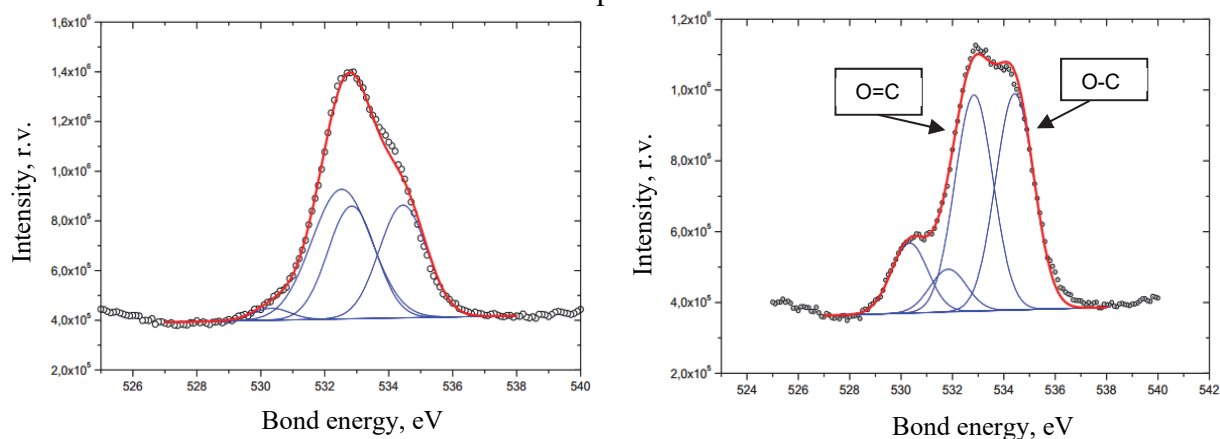 1,6x10⁶
1,4x10⁶
1,2x10⁶
1,0x10⁶
8,0x10⁵
6,0x10⁵
4,0x10⁵
2,0x10⁵
Intensity, r.v.
526 528 530 532 534 536 538 540
Bond energy, eV
1,2x10⁶
1,0x10⁶
8,0x10⁵
6,0x10⁵
4,0x10⁵
2,0x10⁵
Intensity, r.v.
O=C
O-C
524 526 528 530 532 534 536 538 540 542
Bond energy, eV